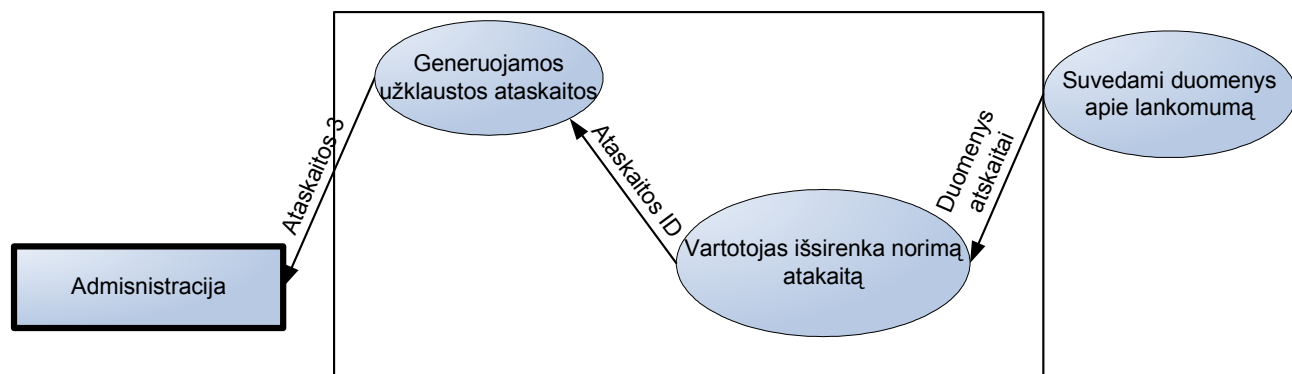 Generuojamos
užklaustos ataskaitos
Suvedami duomenys
apie lankomumą
Ataskaitos 3
Ataskaitos ID
Duomenys
atskaitai
Vartotojas išsirenka norimą
atakaitą
Admisnistracija